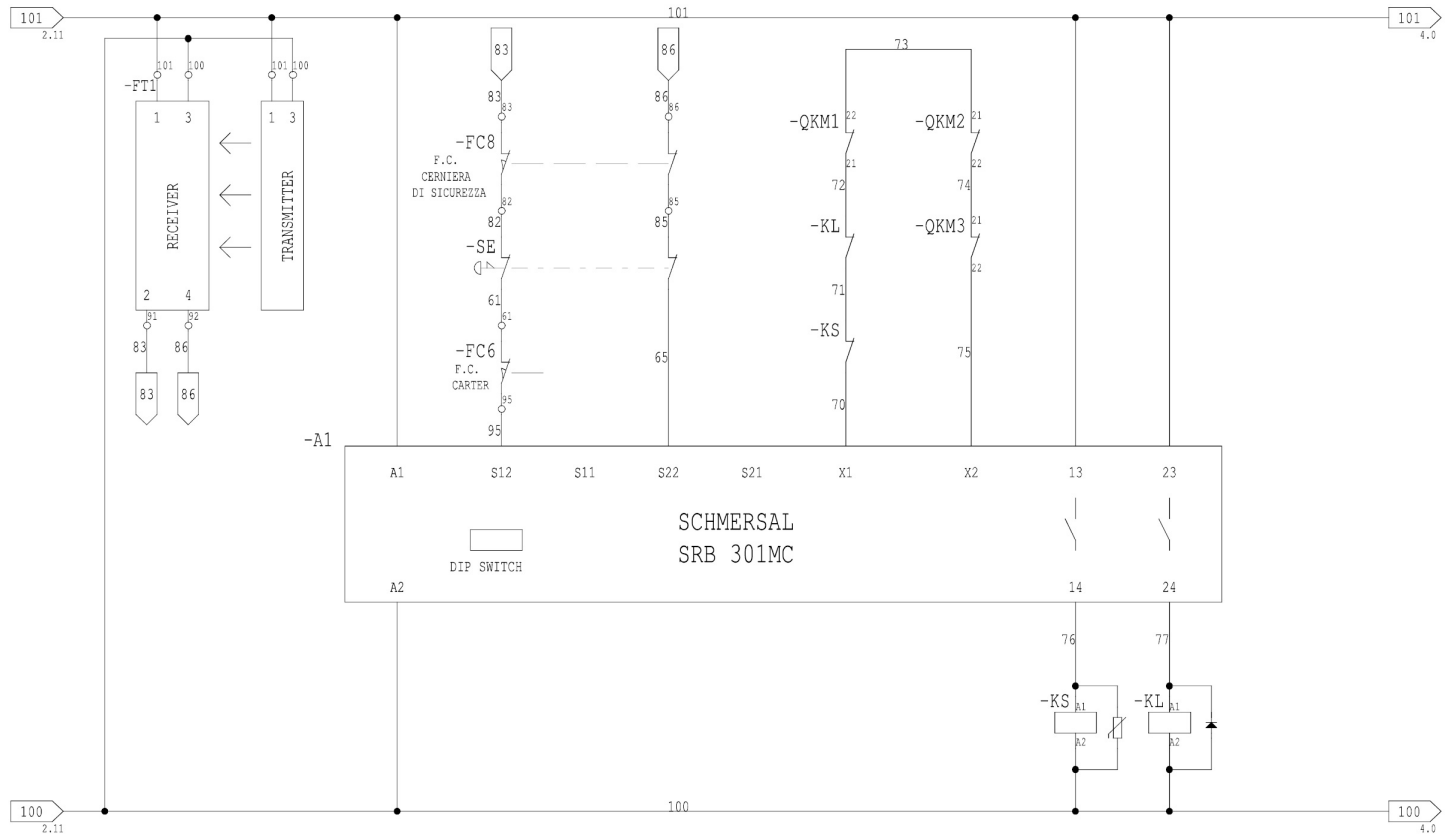 101
2.11
101
101
4.0
101
100
101
100
-FT1
1
3
1
3
RECEIVER
TRANSMITTER
2
4
91
92
83
86
83
86
83
86
83
83
86
86
-FC8
F.C.
CERNIERA
DI SICUREZZA
82
82
85
85
-SE
61
61
65
-FC6
F.C.
CARTER
95
95
73
-QKM1
22
21
-QKM2
21
22
72
74
-KL
-QKM3
21
22
71
-KS
75
70
-A1
A1
S12
S11
S22
S21
X1
X2
13
23
SCHMERSAL
SRB 301MC
DIP SWITCH
A2
14
24
76
77
-KS
A1
A2
-KL
A1
A2
100
2.11
100
100
4.0